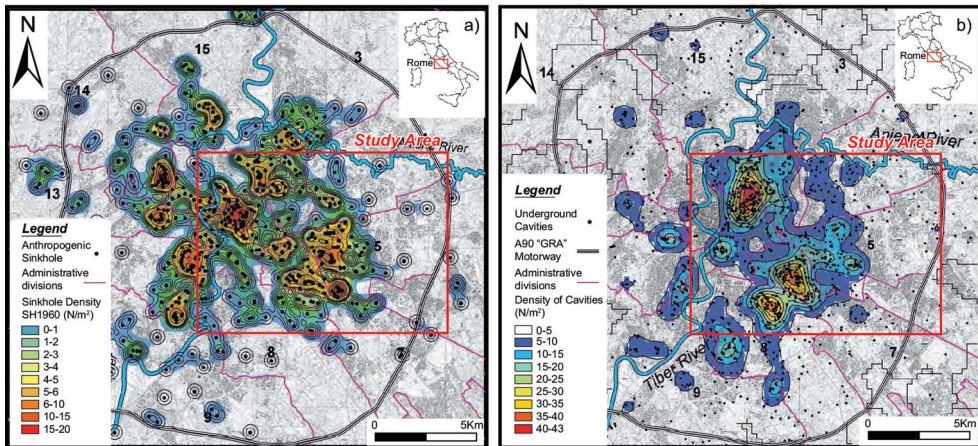 a)
N
15
3
14
Rome
Study Area
River
13
5
Legend
Anthropogenic
Sinkhole
Administrative
divisions
Sinkhole Density
SH1960 (N/m²)
0-1
1-2
2-3
3-4
4-5
5-6
6-10
10-15
15-20
8
7
9
0
5Km
b)
N
15
3
14
Rome
Aniene River
Study Area
5
Legend
Underground
Cavities
A90 "GRA"
Motorway
Administrative
divisions
Density of Cavities
(N/m²)
0-5
5-10
10-15
15-20
20-25
25-30
30-35
35-40
40-43
Tiber River
8
7
9
0
5Km